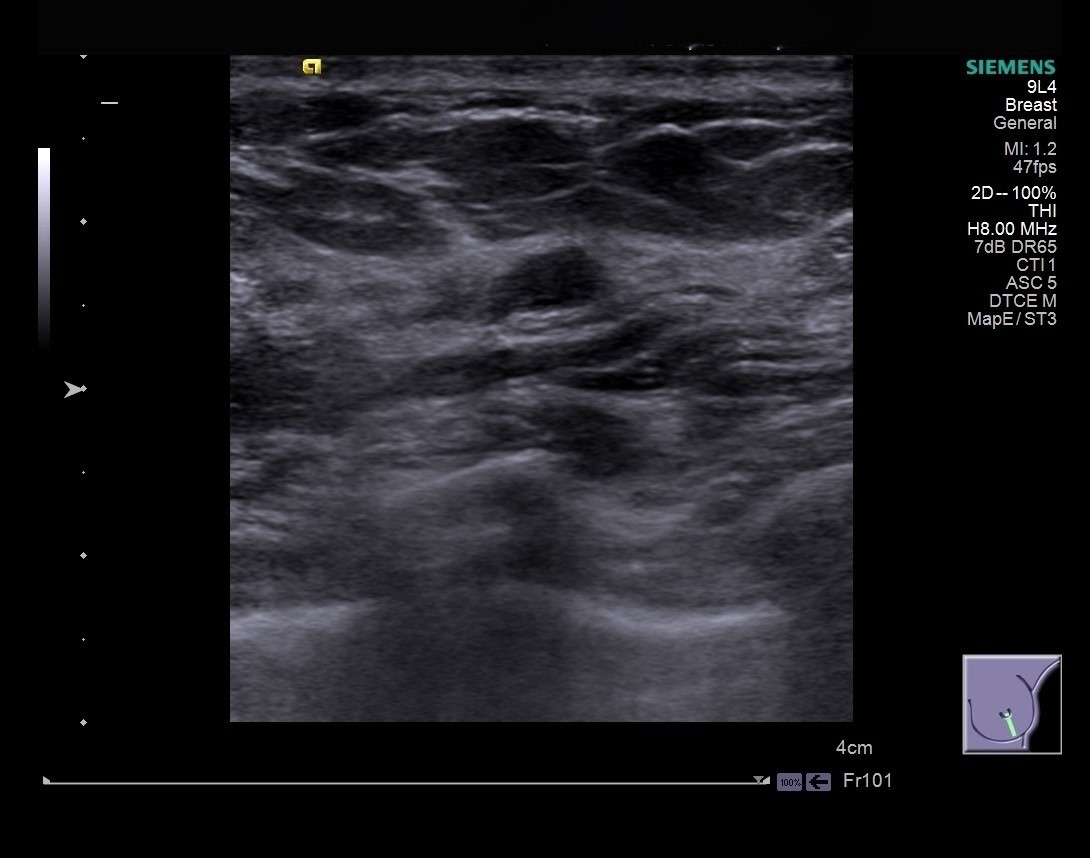 SIEMENS
9L4
Breast
General
MI: 1.2
47fps
2D--100%
THI
H8.00 MHz
7dB DR65
CTI 1
ASC 5
DTCE M
MapE / ST3
4cm
100%
Fr101